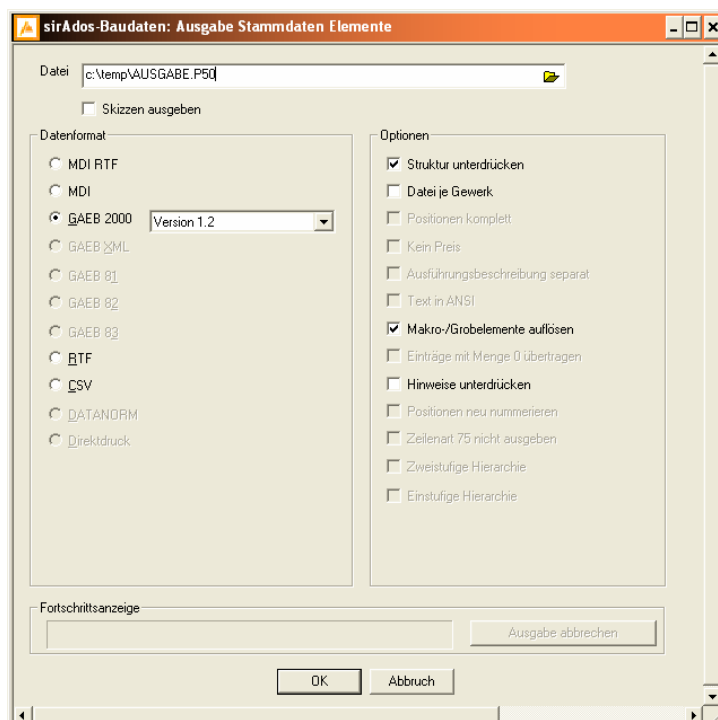 sirAdos-Baudaten: Ausgabe Stammdaten Elemente
Datei
c:\temp\AUSGABE.P50
Skizzen ausgeben
Datenformat
MDI RTF
MDI
GAEB 2000
Version 1.2
GAEB XML
GAEB 81
GAEB 82
GAEB 83
RTF
CSV
DATANORM
Direktdruck
Optionen
Struktur unterdrücken
Datei je Gewerk
Positionen komplett
Kein Preis
Ausführungsbeschreibung separat
Text in ANSI
Makro-/Grobelemente auflösen
Einträge mit Menge 0 übertragen
Hinweise unterdrücken
Positionen neu nummerieren
Zeilenart 75 nicht ausgeben
Zweistufige Hierarchie
Einstufige Hierarchie
Fortschrittsanzeige
Ausgabe abbrechen
OK
Abbruch